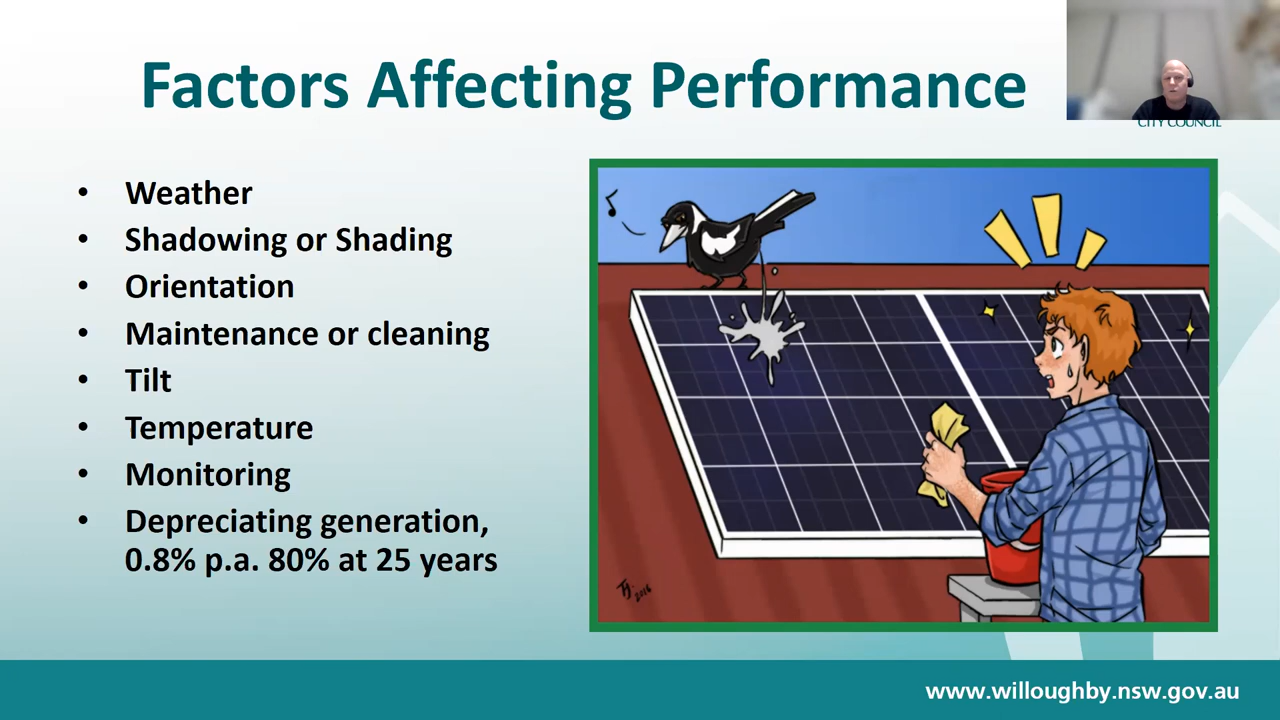 Factors Affecting Performance
CITY COUNCIL
• Weather
• Shadowing or Shading
• Orientation
• Maintenance or cleaning
• Tilt
• Temperature
• Monitoring
• Depreciating generation,
0.8% p.a. 80% at 25 years
2016
www.willoughby.nsw.gov.au